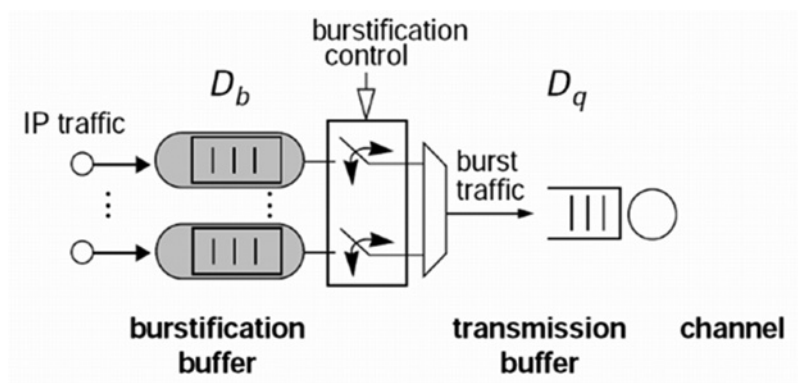 burstification
control
D_b
D_q
IP traffic
burst
traffic
burstification
buffer
transmission
buffer
channel